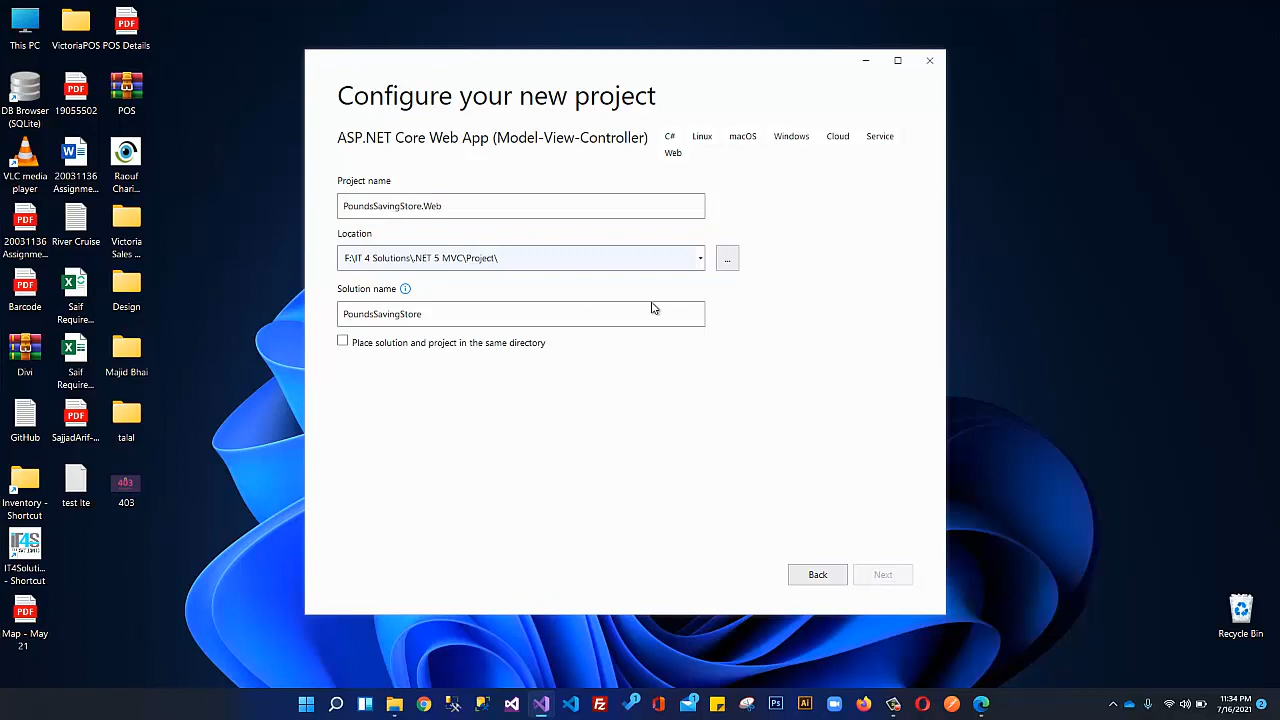 This PC
VictoriaPOS
POS Details
DB Browser
(SQLite)
19055502
POS
VLC media
player
20031136
Assignme...
Raouf
Chari...
20031136
Assignme...
River Cruise
Victoria
Sales ...
Barcode
Saif
Require...
Design
Divi
Saif
Require...
Majid Bhai
GitHub
SajjadArif-...
talal
Inventory -
Shortcut
test lte
403
403
IT4S
IT4Soluti...
- Shortcut
Map - May
21
Configure your new project
ASP.NET Core Web App (Model-View-Controller)
C# Linux macOS Windows Cloud Service
Web
Project name
PoundsSavingStore.Web
Location
F:\IT 4 Solutions\.NET 5 MVC\Project\
...
Solution name
PoundsSavingStore
Place solution and project in the same directory
Back
Next
Recycle Bin
11:34 PM
7/16/2021
2